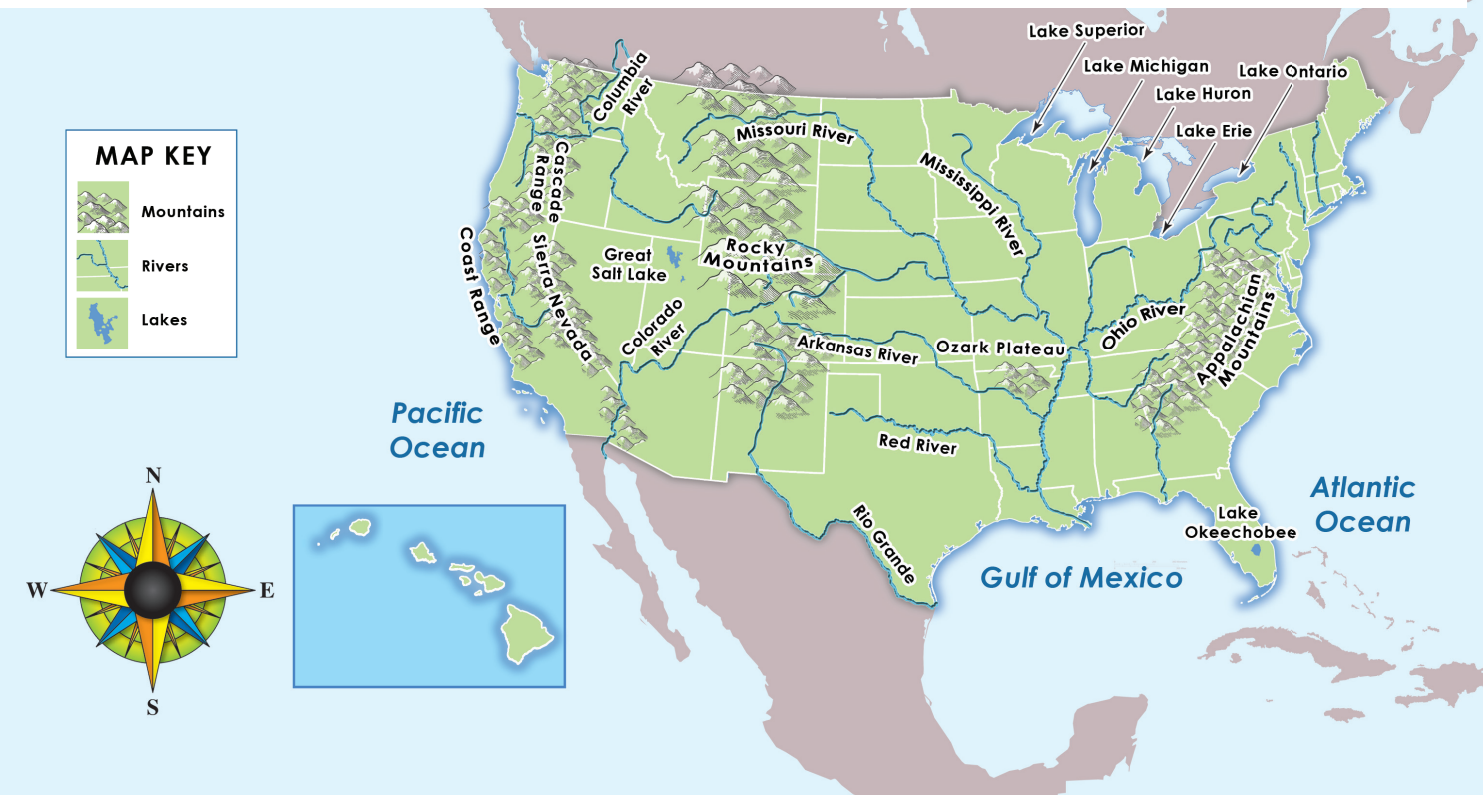 Lake Superior
Lake Michigan
Lake Ontario
Lake Huron
Lake Erie
Columbia
River
Missouri River
Mississippi River
MAP KEY
Mountains
Rivers
Lakes
Cascade
Range
Coast Range
Sierra Nevada
Great
Salt Lake
Rocky
Mountains
Colorado
River
Arkansas River
Ozark Plateau
Ohio River
Appalachian
Mountains
Pacific
Ocean
Red River
Rio Grande
Atlantic
Ocean
Lake
Okeechobee
Gulf of Mexico
N
W
E
S